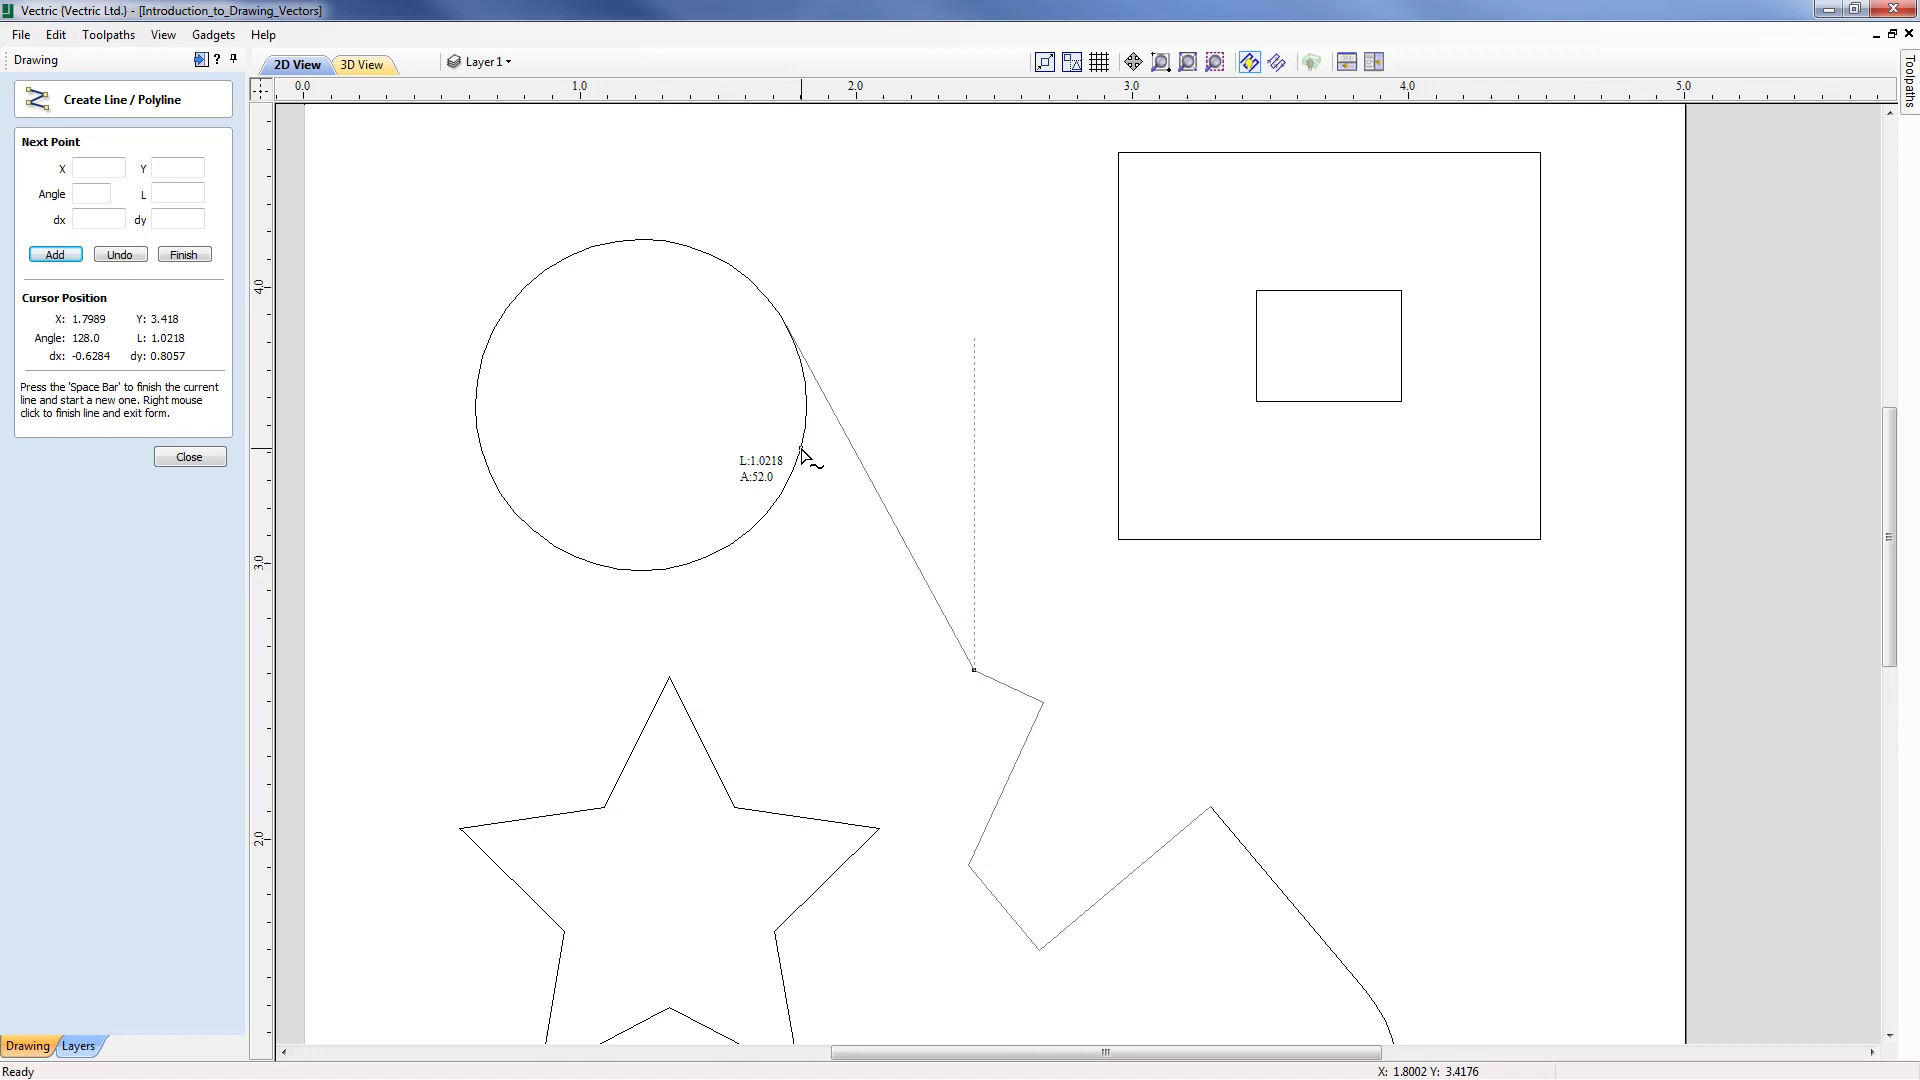 Vectric {Vectric Ltd.} - [Introduction_to_Drawing_Vectors]
File Edit Toolpaths View Gadgets Help
Drawing
?
2D View 3D View Layer 1
Toolpaths
Create Line / Polyline
0.0 1.0 2.0 3.0 4.0 5.0
Next Point
X Y
Angle L
dx dy
Add Undo Finish
Cursor Position
X: 1.7989 Y: 3.418
Angle: 128.0 L: 1.0218
dx: -0.6284 dy: 0.8057
Press the 'Space Bar' to finish the current
line and start a new one. Right mouse
click to finish line and exit form.
Close
4.0
3.0
2.0
L:1.0218
A:52.0
Drawing Layers
Ready
X: 1.8002 Y: 3.4176